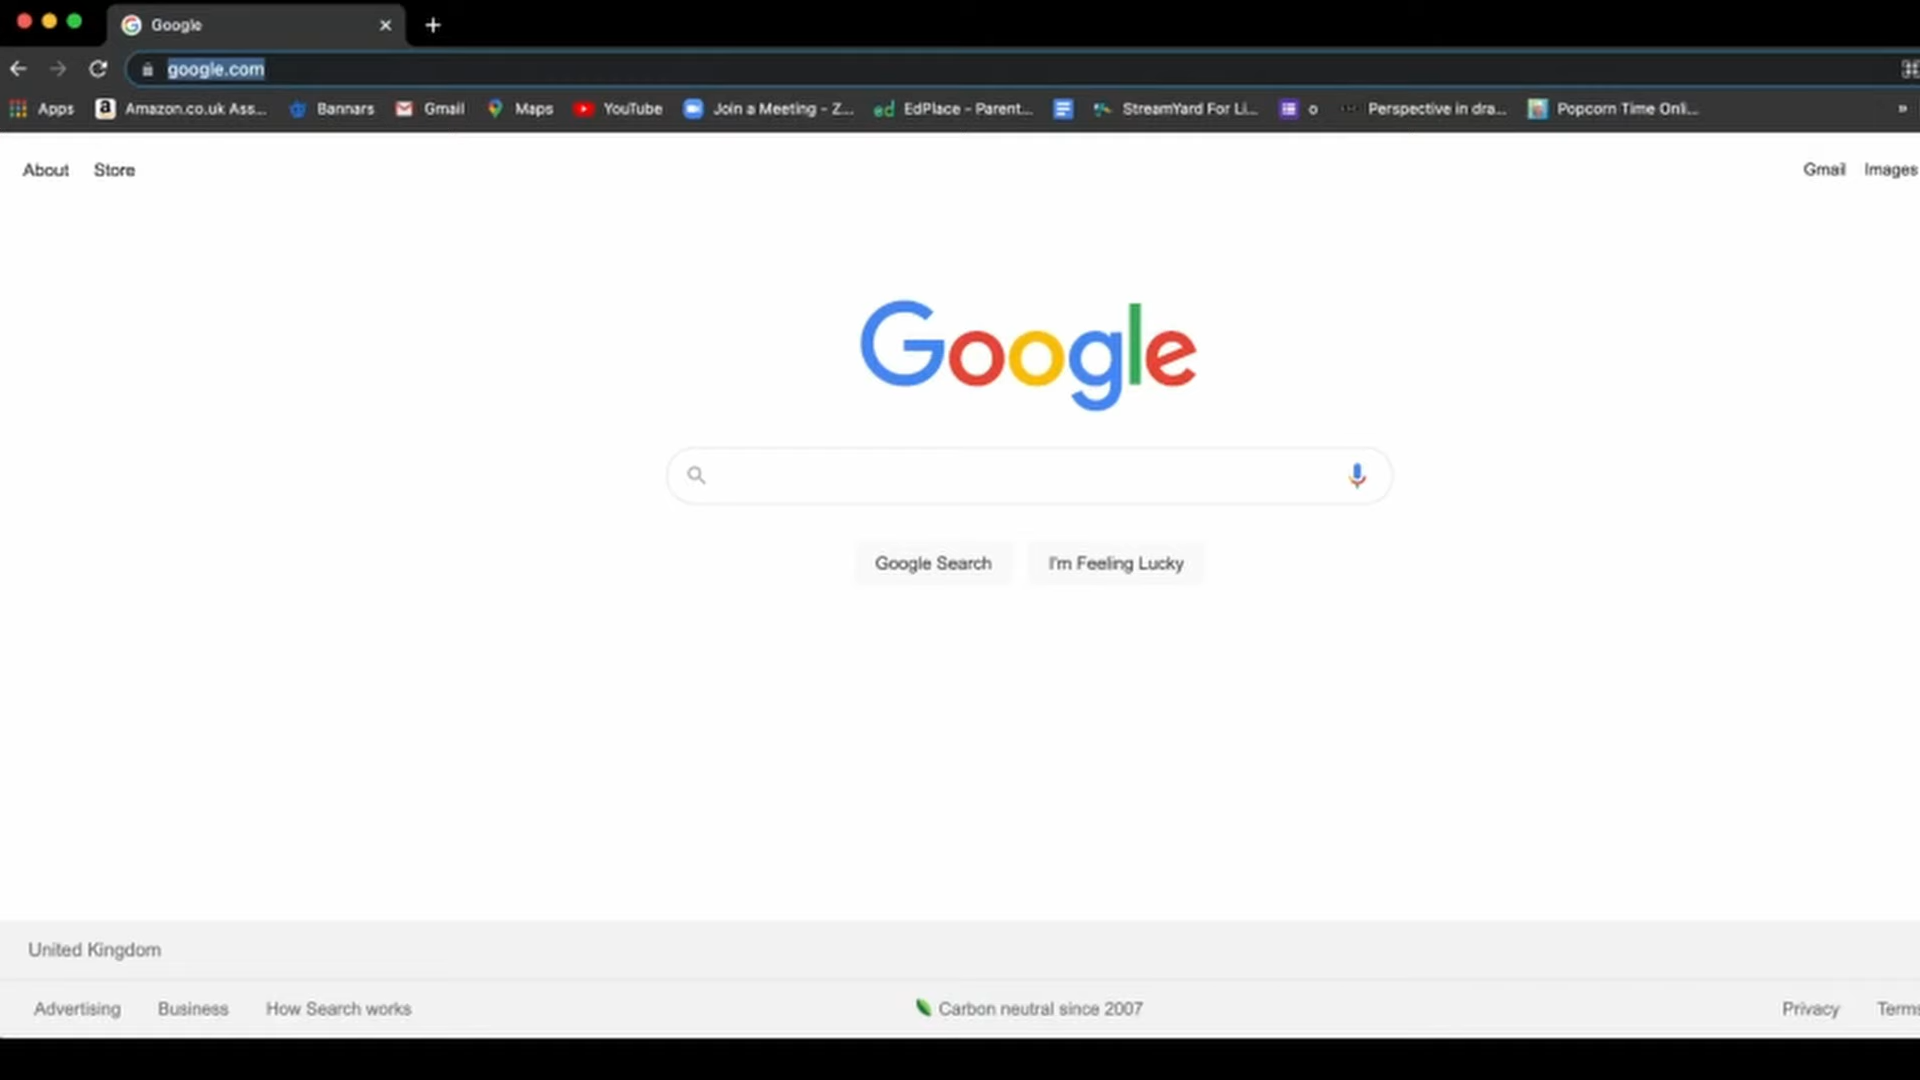 Google
google.com
Apps Amazon.co.uk Ass... Bannars Gmail Maps YouTube Join a Meeting - Z... EdPlace - Parent... StreamYard For Li... o Perspective in dra... Popcorn Time Onli... »
About Store Gmail Images
Google
Google Search I'm Feeling Lucky
United Kingdom
Advertising Business How Search works Carbon neutral since 2007 Privacy Terms